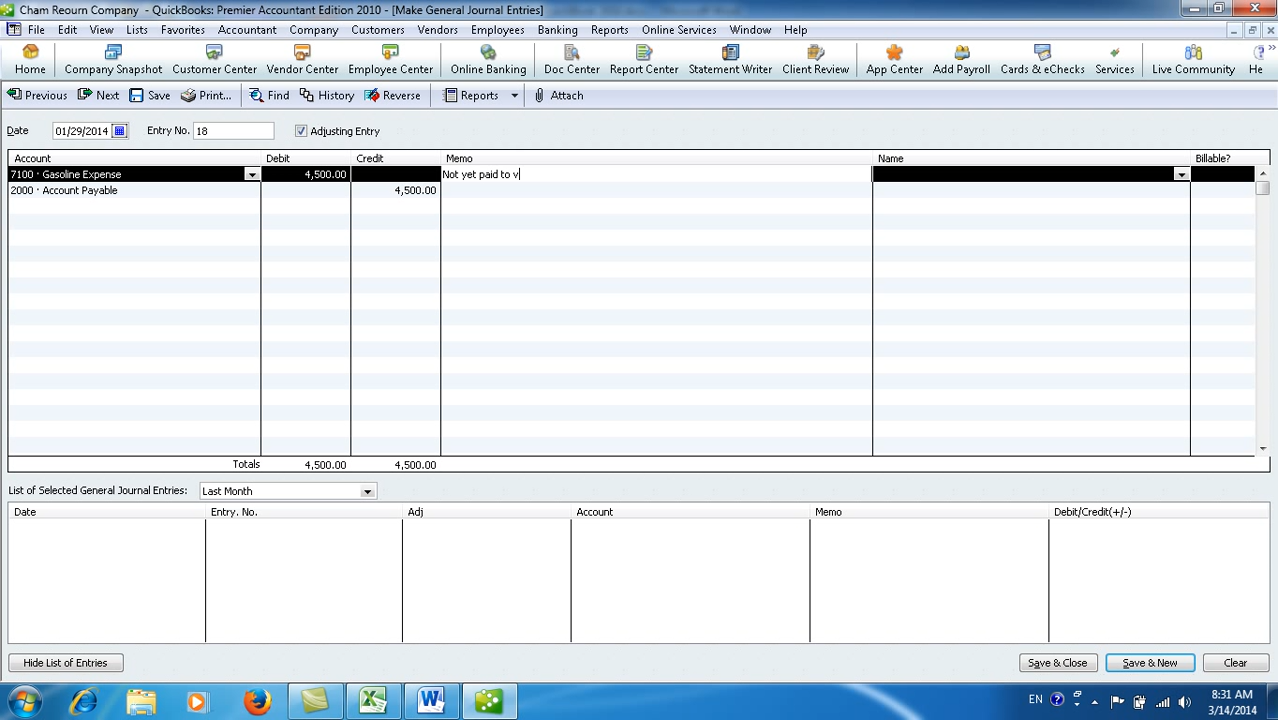 Cham Reourn Company - QuickBooks: Premier Accountant Edition 2010 - [Make General Journal Entries]
File Edit View Lists Favorites Accountant Company Customers Vendors Employees Banking Reports Online Services Window Help
Home Company Snapshot Customer Center Vendor Center Employee Center Online Banking Doc Center Report Center Statement Writer Client Review App Center Add Payroll Cards & eChecks Services Live Community He
Previous Next Save Print... Find History Reverse Reports Attach
Date 01/29/2014 Entry No. 18 Adjusting Entry
Account Debit Credit Memo Name Billable?
7100 · Gasoline Expense 4,500.00 Not yet paid to v
2000 · Account Payable 4,500.00
Totals 4,500.00 4,500.00
List of Selected General Journal Entries: Last Month
Date Entry. No. Adj Account Memo Debit/Credit(+/-)
Hide List of Entries Save & Close Save & New Clear
EN 8:31 AM
3/14/2014